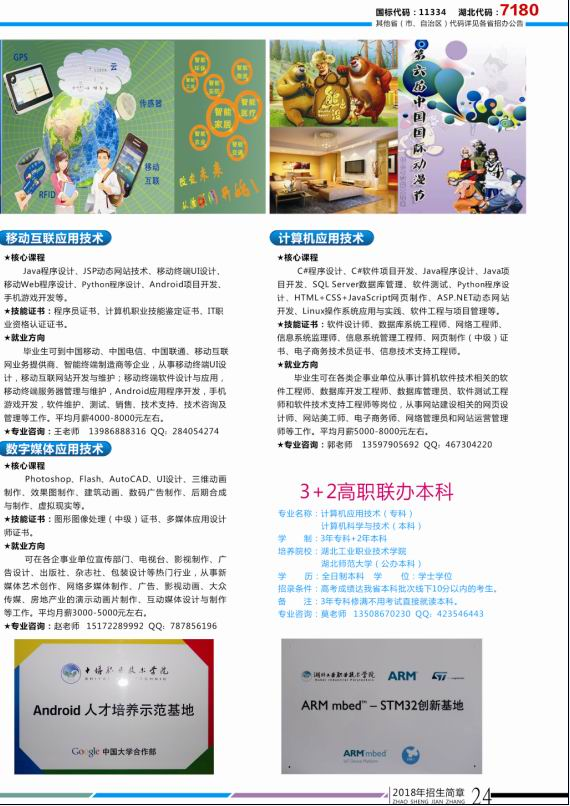 国标代码：11334 湖北代码：7180
其他省（市、自治区）代码详见各省招办公告
GPS
云
传感器
移动
互联
RFID
智能
家居
智能
医疗
改变未来
第六届中国国际动漫节
移动互联应用技术
★核心课程
Java程序设计、JSP动态网站技术、移动终端UI设计、
移动Web程序设计、Python程序设计、Android项目开发、
手机游戏开发等。
★技能证书：程序员证书、计算机职业技能鉴定证书、IT职
业资格认证证书。
★就业方向
毕业生可到中国移动、中国电信、中国联通、移动互联
网业务提供商、智能终端制造商等企业，从事移动终端UI设
计，移动互联网站开发与维护；移动终端软件设计与应用，
移动终端服务器管理与维护，Android应用程序开发，手机
游戏开发，软件维护、测试、销售、技术支持、技术咨询及
管理等工作。平均月薪4000-8000元左右。
★专业咨询：王老师 13986888316 QQ：284054274
数字媒体应用技术
★核心课程
Photoshop、Flash、AutoCAD、UI设计、三维动画
制作、效果图制作、建筑动画、数码广告制作、后期合成
与制作、虚拟现实等。
★技能证书：图形图像处理（中级）证书、多媒体应用设计
师证书。
★就业方向
可在各企事业单位宣传部门、电视台、影视制作、广
告设计、出版社、杂志社、包装设计等热门行业，从事新
媒体艺术创作、网络多媒体制作、广告、影视动画、大众
传媒、房地产业的演示动画片制作、互动媒体设计与制作
等工作。平均月薪3000-5000元左右。
★专业咨询：赵老师 15172289992 QQ：787856196
计算机应用技术
★核心课程
C#程序设计、C#软件项目开发、Java程序设计、Java项
目开发、SQL Server数据库管理、软件测试、Python程序设
计、HTML+CSS+JavaScript网页制作、ASP.NET动态网站
开发、Linux操作系统应用与实践、软件工程与项目管理等。
★技能证书：软件设计师、数据库系统工程师、网络工程师、
信息系统监理师、信息系统管理工程师、网页制作（中级）证
书、电子商务技术员证书、信息技术支持工程师。
★就业方向
毕业生可在各类企事业单位从事计算机软件技术相关的软
件工程师、数据库开发工程师、数据库管理员、软件测试工程
师和软件技术支持工程师等岗位，从事网站建设相关的网页设
计师、网站美工师、电子商务师、网络管理员和网站运营管理
师等工作。平均月薪5000-8000元左右。
★专业咨询：郭老师 13597905692 QQ：467304220
3+2高职联办本科
专业名称：计算机应用技术（专科）
计算机科学与技术（本科）
学 制：3年专科+2年本科
培养院校：湖北工业职业技术学院
湖北师范大学（公办本科）
学 历：全日制本科 学 位：学士学位
招录条件：高考成绩达我省本科批次线下10分以内的考生。
备 注：3年专科修满不用考试直接就读本科。
专业咨询：莫老师 13508670230 QQ：423546443
十堰职业技术学院
Android 人才培养示范基地
Google 中国大学合作部
湖北工业职业技术学院 ARM ST
ARM mbed™ – STM32创新基地
ARM mbed
2018年招生简章
ZHAO SHENG JIAN ZHANG
24